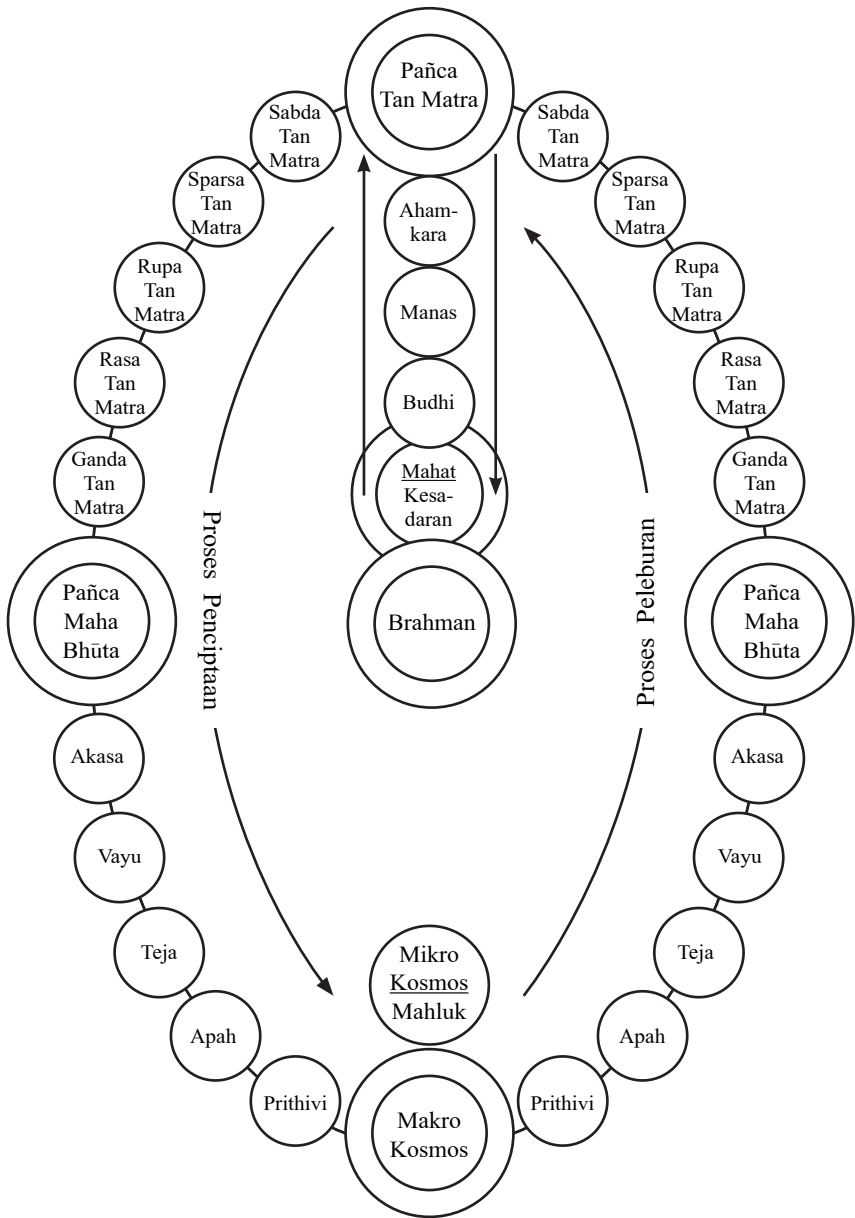 Pañca
Tan Matra
Sabda
Tan
Matra
Sabda
Tan
Matra
Sparsa
Tan
Matra
Sparsa
Tan
Matra
Aham-
kara
Rupa
Tan
Matra
Rupa
Tan
Matra
Manas
Rasa
Tan
Matra
Rasa
Tan
Matra
Budhi
Ganda
Tan
Matra
Ganda
Tan
Matra
Mahat
Kesa-
daran
Proses Penciptaan
Proses Peleburan
Pañca
Maha
Bhūta
Brahman
Pañca
Maha
Bhūta
Akasa
Akasa
Vayu
Vayu
Teja
Teja
Mikro
Kosmos
Mahluk
Apah
Apah
Prithivi
Prithivi
Makro
Kosmos